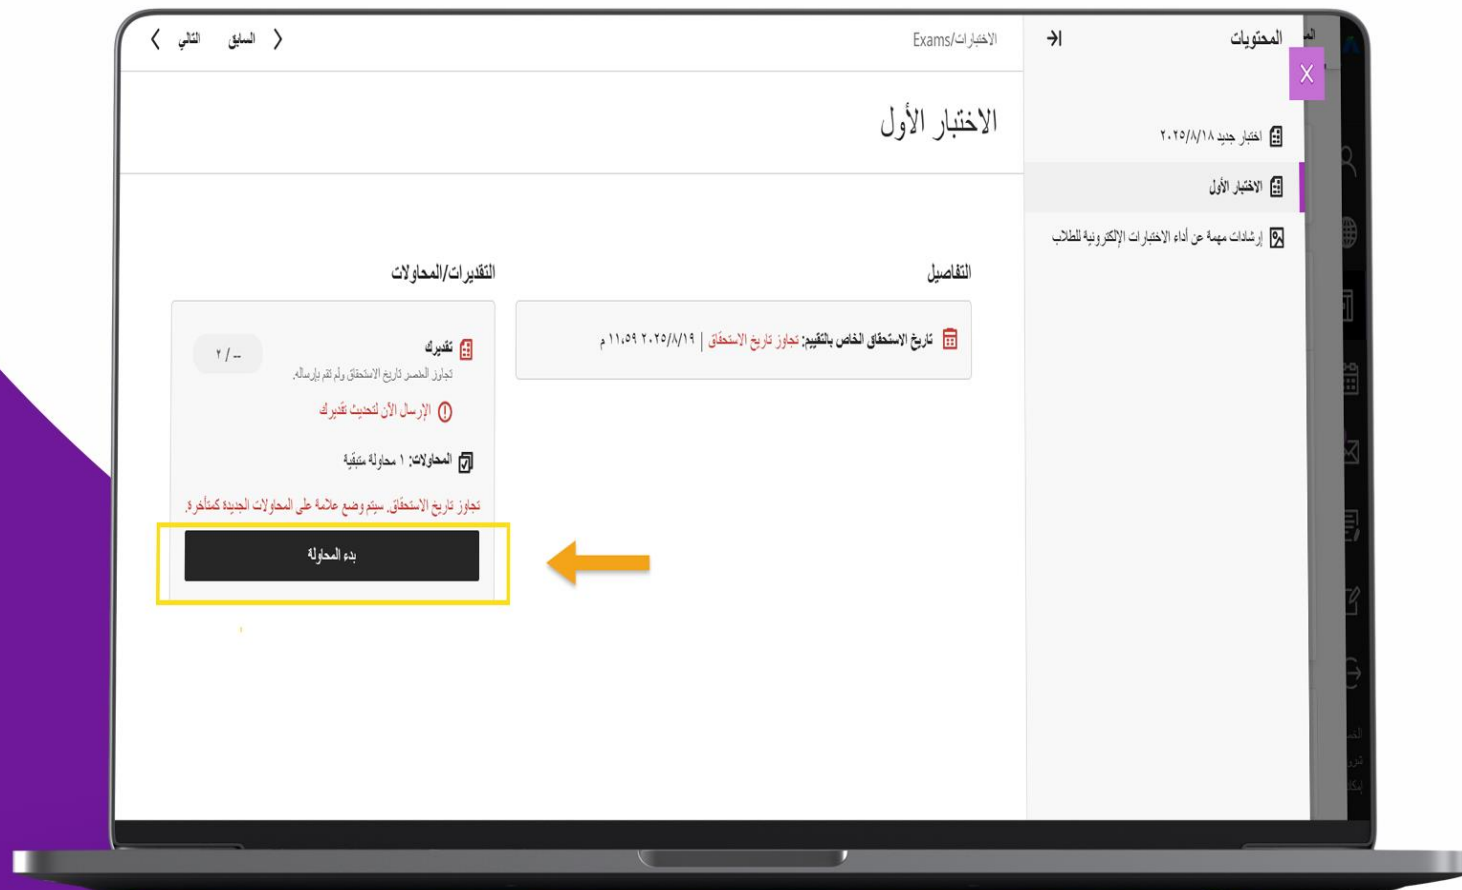 المحتويات
الاختبارات/Exams
السابق
التالي
اختبار جديد ٢٠٢٥/٨/١٨
الاختبار الأول
إرشادات مهمة عن أداء الاختبارات الإلكترونية للطلاب
الاختبار الأول
التفاصيل
تاريخ الاستحقاق الخاص بالتقييم: تجاوز تاريخ الاستحقاق | ٢٠٢٥/٨/١٩ ١١،٥٩ م
التقديرات/المحاولات
تقديرك
-- / ٢
تجاوز العنصر تاريخ الاستحقاق ولم تقم بإرساله.
الإرسال الآن لتحديث تقديرك
المحاولات: ١ محاولة متبقية
تجاوز تاريخ الاستحقاق. سيتم وضع علامة على المحاولات الجديدة كمتأخرة.
بدء المحاولة